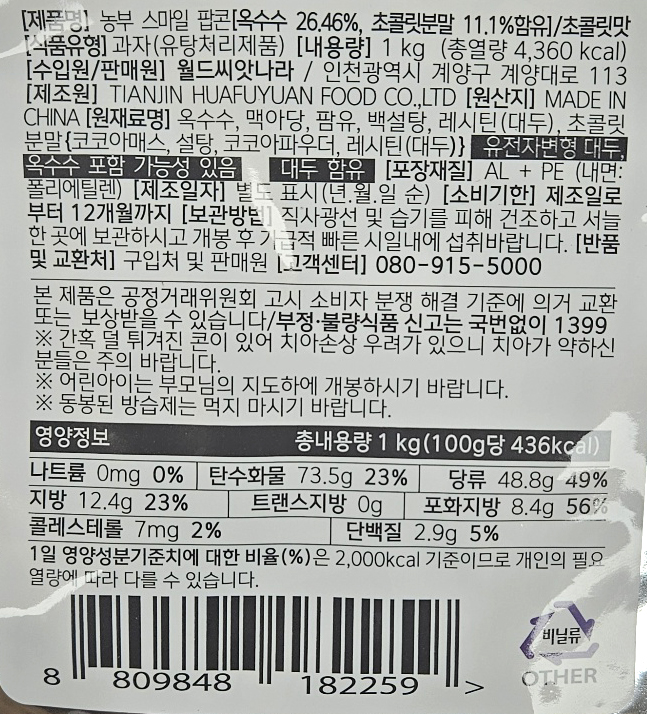 [제품명] 농부 스마일 팝콘[옥수수 26.46%, 초콜릿분말 11.1%함유]/초콜릿맛
[식품유형] 과자(유탕처리제품) [내용량] 1 kg (총열량 4,360 kcal)
[수입원/판매원] 월드씨앗나라 / 인천광역시 계양구 계양대로 113
[제조원] TIANJIN HUAFUYUAN FOOD CO.,LTD [원산지] MADE IN
CHINA [원재료명] 옥수수, 맥아당, 팜유, 백설탕, 레시틴(대두), 초콜릿
분말{코코아매스, 설탕, 코코아파우더, 레시틴(대두)} 유전자변형 대두,
옥수수 포함 가능성 있음 대두 함유 [포장재질] AL + PE (내면:
폴리에틸렌) [제조일자] 별도 표시(년.월.일 순) [소비기한] 제조일로
부터 12개월까지 [보관방법] 직사광선 및 습기를 피해 건조하고 서늘
한 곳에 보관하시고 개봉 후 가급적 빠른 시일내에 섭취바랍니다. [반품
및 교환처] 구입처 및 판매원 [고객센터] 080-915-5000
본 제품은 공정거래위원회 고시 소비자 분쟁 해결 기준에 의거 교환
또는 보상받을 수 있습니다/부정·불량식품 신고는 국번없이 1399
※ 간혹 덜 튀겨진 콘이 있어 치아손상 우려가 있으니 치아가 약하신
분들은 주의 바랍니다.
※ 어린아이는 부모님의 지도하에 개봉하시기 바랍니다.
※ 동봉된 방습제는 먹지 마시기 바랍니다.
영양정보 총내용량 1 kg(100g당 436kcal)
나트륨 0mg 0% 탄수화물 73.5g 23% 당류 48.8g 49%
지방 12.4g 23% 트랜스지방 0g 포화지방 8.4g 56%
콜레스테롤 7mg 2% 단백질 2.9g 5%
1일 영양성분기준치에 대한 비율(%)은 2,000kcal 기준이므로 개인의 필요
열량에 따라 다를 수 있습니다.
비닐류
OTHER
8 809848 182259 >